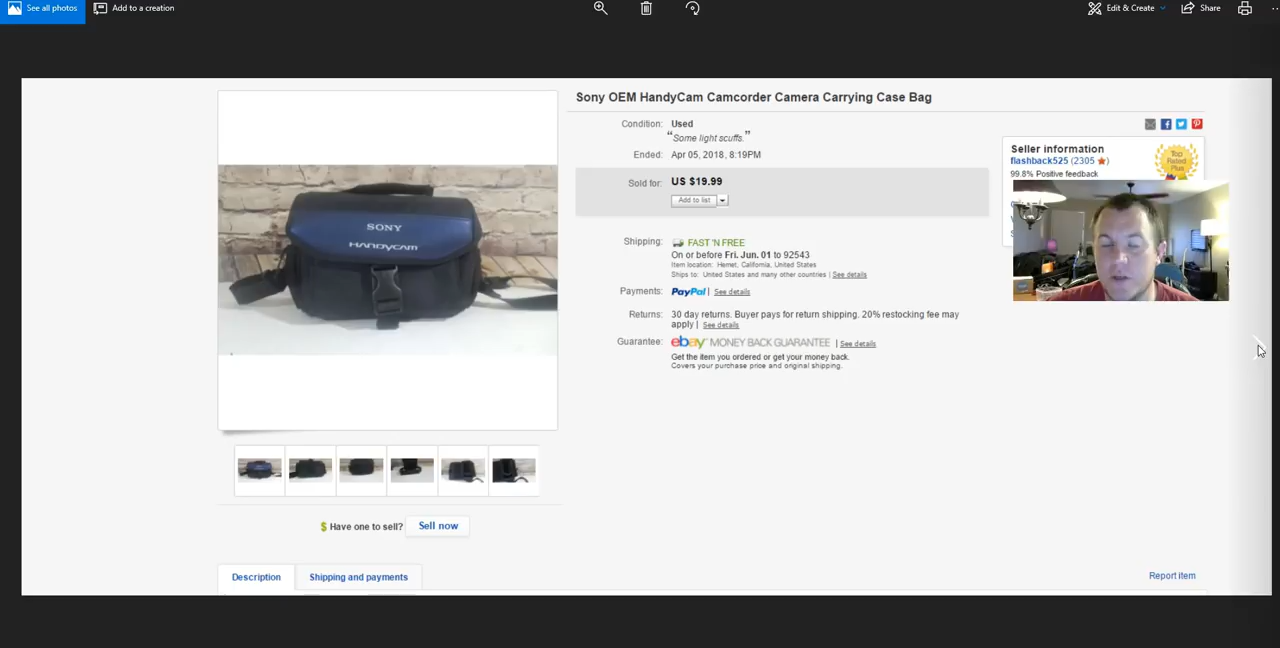 See all photos
Add to a creation
Edit & Create
Share
Sony OEM HandyCam Camcorder Camera Carrying Case Bag
Condition: Used
“Some light scuffs.”
Ended: Apr 05, 2018, 8:19PM
Sold for: US $19.99
Add to list
Shipping: FAST 'N FREE
On or before Fri. Jun. 01 to 92543
Item location: Hemet, California, United States
Ships to: United States and many other countries | See details
Payments: PayPal | See details
Returns: 30 day returns. Buyer pays for return shipping. 20% restocking fee may
apply | See details
Guarantee: ebay MONEY BACK GUARANTEE | See details
Get the item you ordered or get your money back.
Covers your purchase price and original shipping.
Seller information
flashback525 (2305 ★)
99.8% Positive feedback
Top
Rated
Plus
SONY
HANDYCAM
$ Have one to sell? Sell now
Description
Shipping and payments
Report item